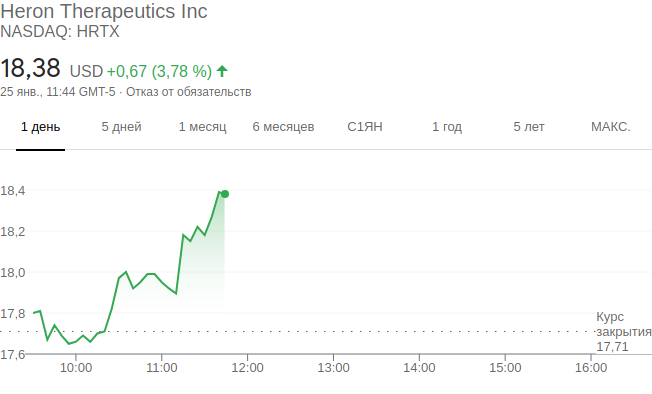 Heron Therapeutics Inc
NASDAQ: HRTX
18,38 USD +0,67 (3,78 %)
25 янв., 11:44 GMT-5 · Отказ от обязательств
1 день 5 дней 1 месяц 6 месяцев С1ЯН 1 год 5 лет МАКС.
18,4
18,2
18,0
17,8
Курс
закрытия
17,71
17,6
10:00 11:00 12:00 13:00 14:00 15:00 16:00